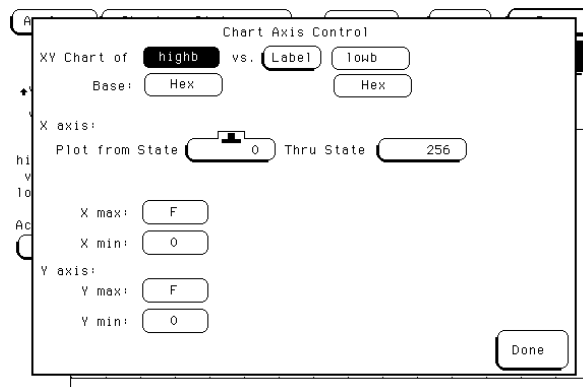 Chart Axis Control
XY Chart of highb vs. Label lowb
Base: Hex Hex
X axis:
Plot from State 0 Thru State 256
X max: F
X min: 0
Y axis:
Y max: F
Y min: 0
Done